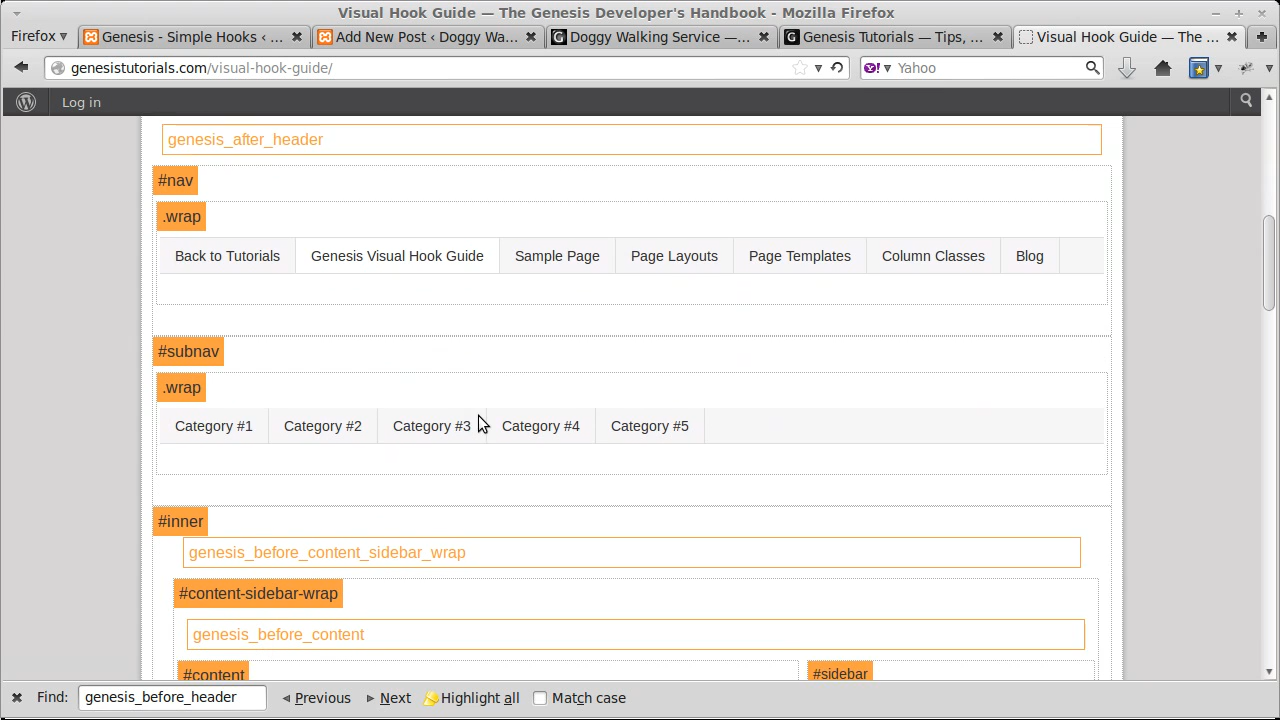 Visual Hook Guide — The Genesis Developer's Handbook - Mozilla Firefox
Firefox Genesis - Simple Hooks ‹ ... Add New Post ‹ Doggy Wa... Doggy Walking Service —... Genesis Tutorials — Tips, ... Visual Hook Guide — The ...
genesistutorials.com/visual-hook-guide/ Yahoo
Log in
genesis_after_header
#nav
.wrap
Back to Tutorials Genesis Visual Hook Guide Sample Page Page Layouts Page Templates Column Classes Blog
#subnav
.wrap
Category #1 Category #2 Category #3 Category #4 Category #5
#inner
genesis_before_content_sidebar_wrap
#content-sidebar-wrap
genesis_before_content
#content #sidebar
Find: genesis_before_header Previous Next Highlight all Match case